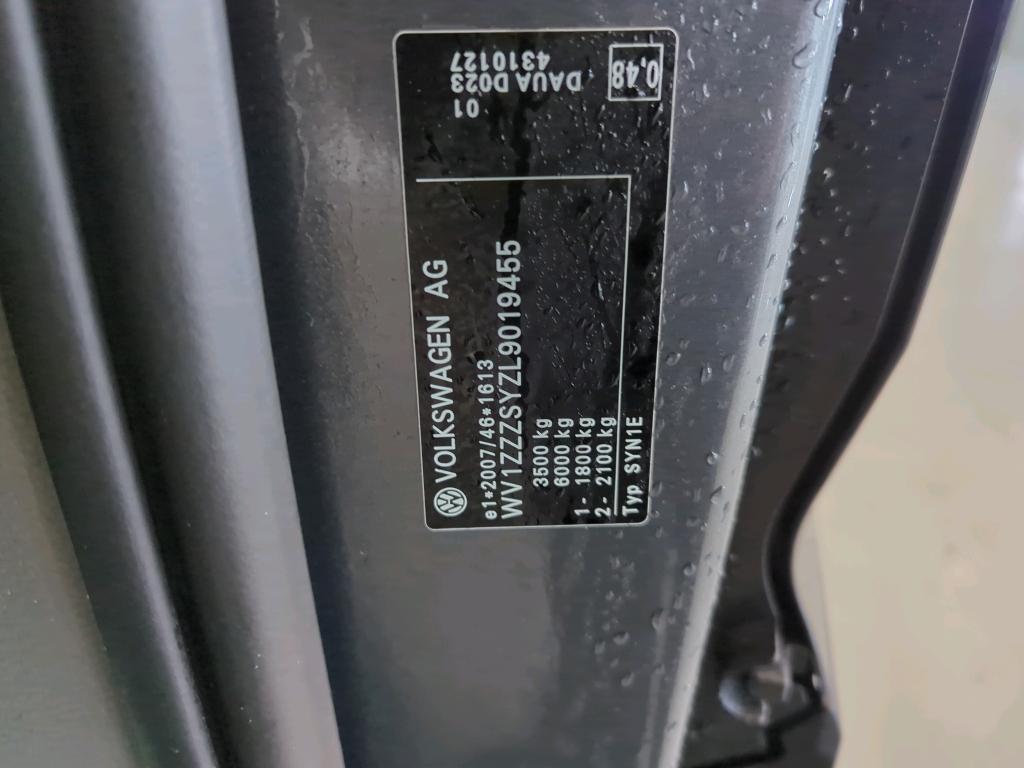 VOLKSWAGEN AG
e1*2007/46*1613
WV1ZZZSYZL9019455
3500 kg
6000 kg
1- 1800 kg
2- 2100 kg
Typ SYN1E
01
DAUA D023
4310127
0,48